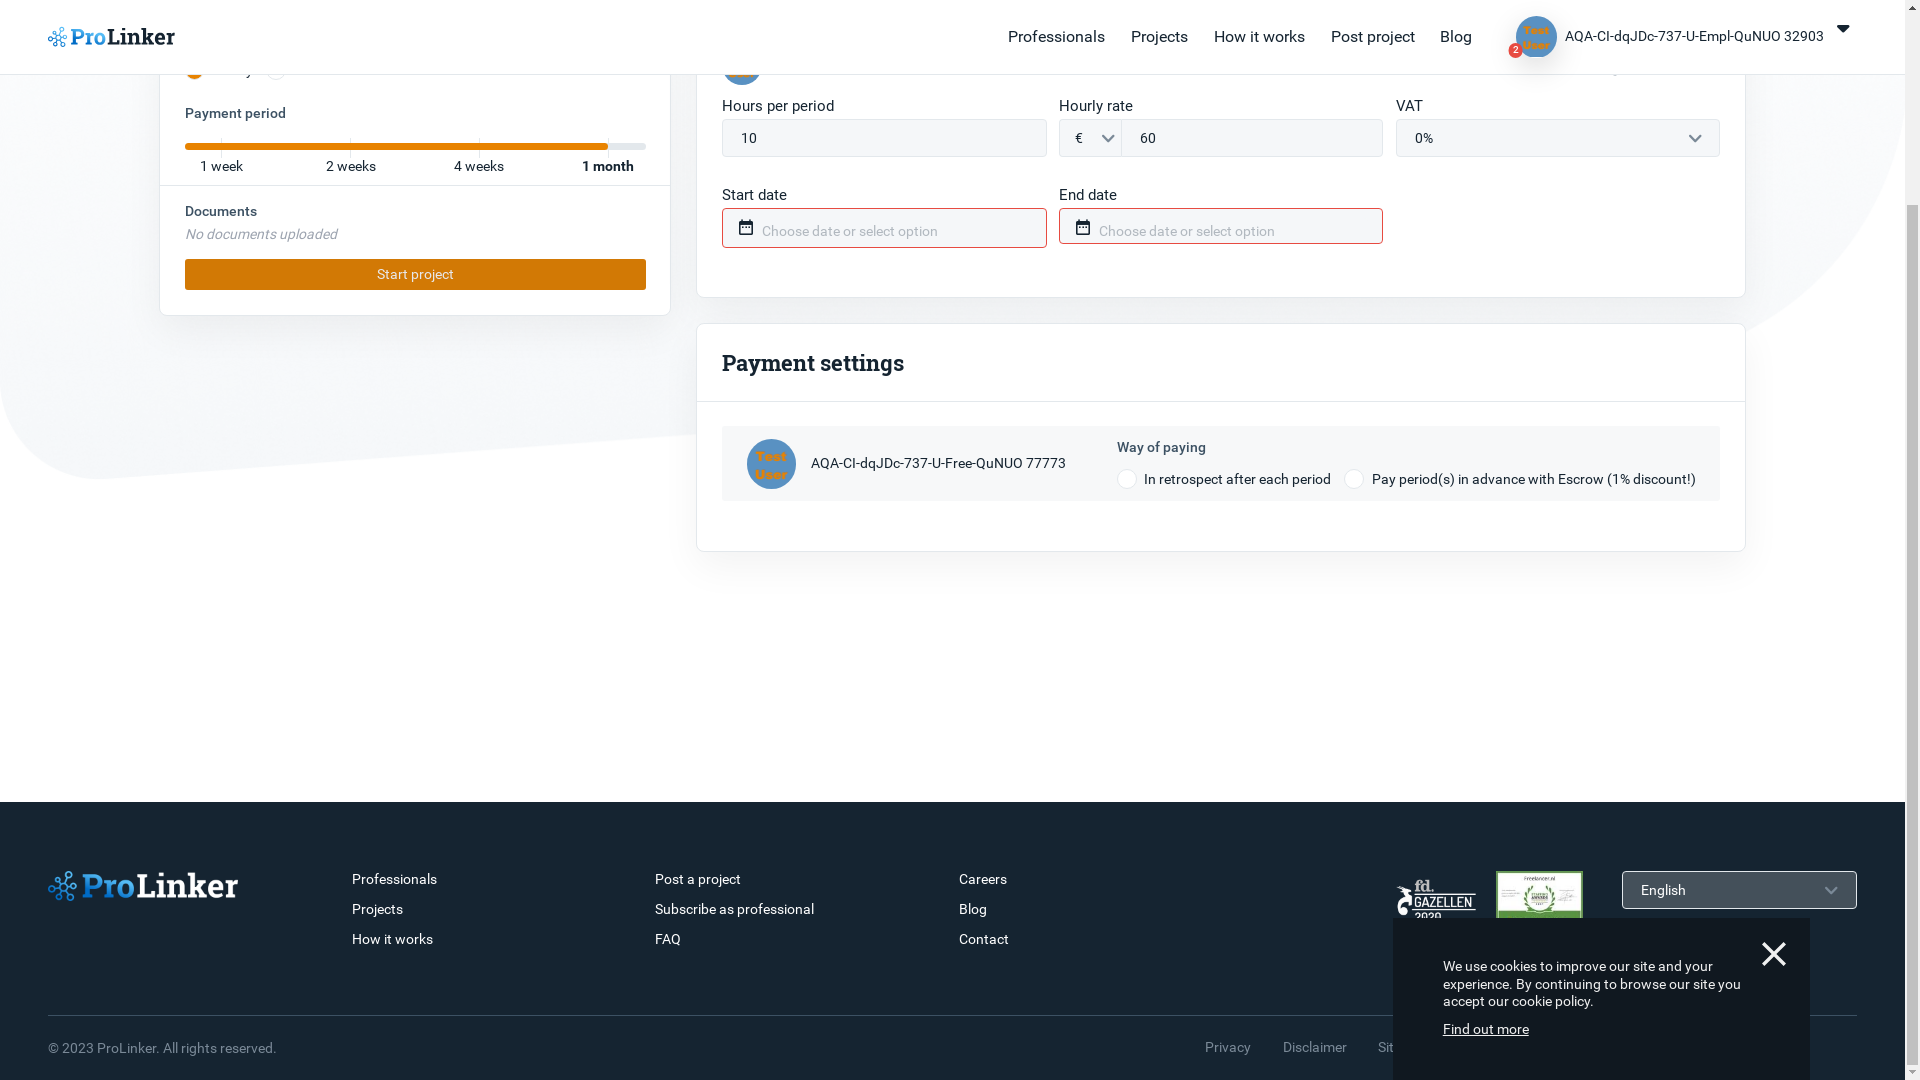 ProLinker
Professionals
Projects
How it works
Post project
Blog
Test
User
2
AQA-CI-dqJDc-737-U-Empl-QuNUO 32903
Payment period
1 week
2 weeks
4 weeks
1 month
Documents
No documents uploaded
Start project
Hours per period
Hourly rate
VAT
10
€
60
0%
Start date
End date
Choose date or select option
Choose date or select option
Payment settings
Test
User
AQA-CI-dqJDc-737-U-Free-QuNUO 77773
Way of paying
In retrospect after each period
Pay period(s) in advance with Escrow (1% discount!)
ProLinker
Professionals
Projects
How it works
Post a project
Subscribe as professional
FAQ
Careers
Blog
Contact
fd.
GAZELLEN
2020
Freelancer.nl
English
We use cookies to improve our site and your
experience. By continuing to browse our site you
accept our cookie policy.
Find out more
© 2023 ProLinker. All rights reserved.
Privacy
Disclaimer
Sit